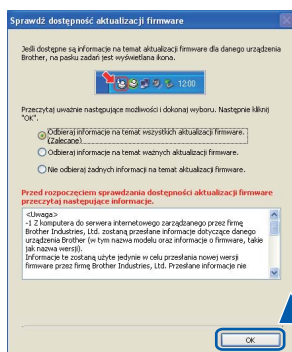 Sprawdź dostępność aktualizacji firmware
Jeśli dostępne są informacje na temat aktualizacji firmware dla danego urządzenia
Brother, na pasku zadań jest wyświetlana ikona.
12:00
Przeczytaj uważnie następujące możliwości i dokonaj wyboru. Następnie kliknij
"OK".
Odbieraj informacje na temat wszystkich aktualizacji firmware.
(Zalecane)
Odbieraj informacje na temat ważnych aktualizacji firmware.
Nie odbieraj żadnych informacji na temat aktualizacji firmware.
Przed rozpoczęciem sprawdzania dostępności aktualizacji firmware
przeczytaj następujące informacje.
<Uwaga>
-1 Z komputera do serwera internetowego zarządzanego przez firmę
Brother Industries, Ltd. zostaną przesłane informacje dotyczące danego
urządzenia Brother (w tym nazwa modelu oraz informacje o firmware, takie
jak nazwa wersji).
Informacje te zostaną użyte jedynie w celu przesłania nowej wersji
firmware przez firmę Brother Industries, Ltd. Przesłane informacje nie
OK